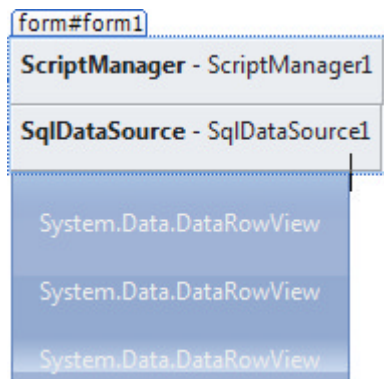 form#form1
ScriptManager - ScriptManager1
SqlDataSource - SqlDataSource1
System.Data.DataRowView
System.Data.DataRowView
System.Data.DataRowView